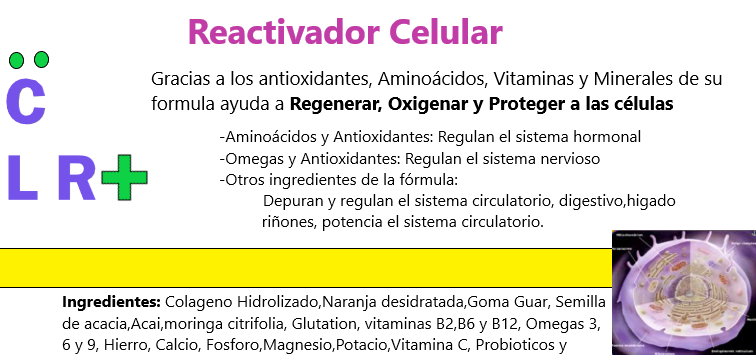 Reactivador Celular
Gracias a los antioxidantes, Aminoácidos, Vitaminas y Minerales de su
formula ayuda a Regenerar, Oxigenar y Proteger a las células
C
L R+
-Aminoácidos y Antioxidantes: Regulan el sistema hormonal
-Omegas y Antioxidantes: Regulan el sistema nervioso
-Otros ingredientes de la fórmula:
Depuran y regulan el sistema circulatorio, digestivo,higado
riñones, potencia el sistema circulatorio.
Ingredientes: Colageno Hidrolizado,Naranja desidratada,Goma Guar, Semilla
de acacia,Acai,moringa citrifolia, Glutation, vitaminas B2,B6 y B12, Omegas 3,
6 y 9, Hierro, Calcio, Fosforo,Magnesio,Potacio,Vitamina C, Probioticos y